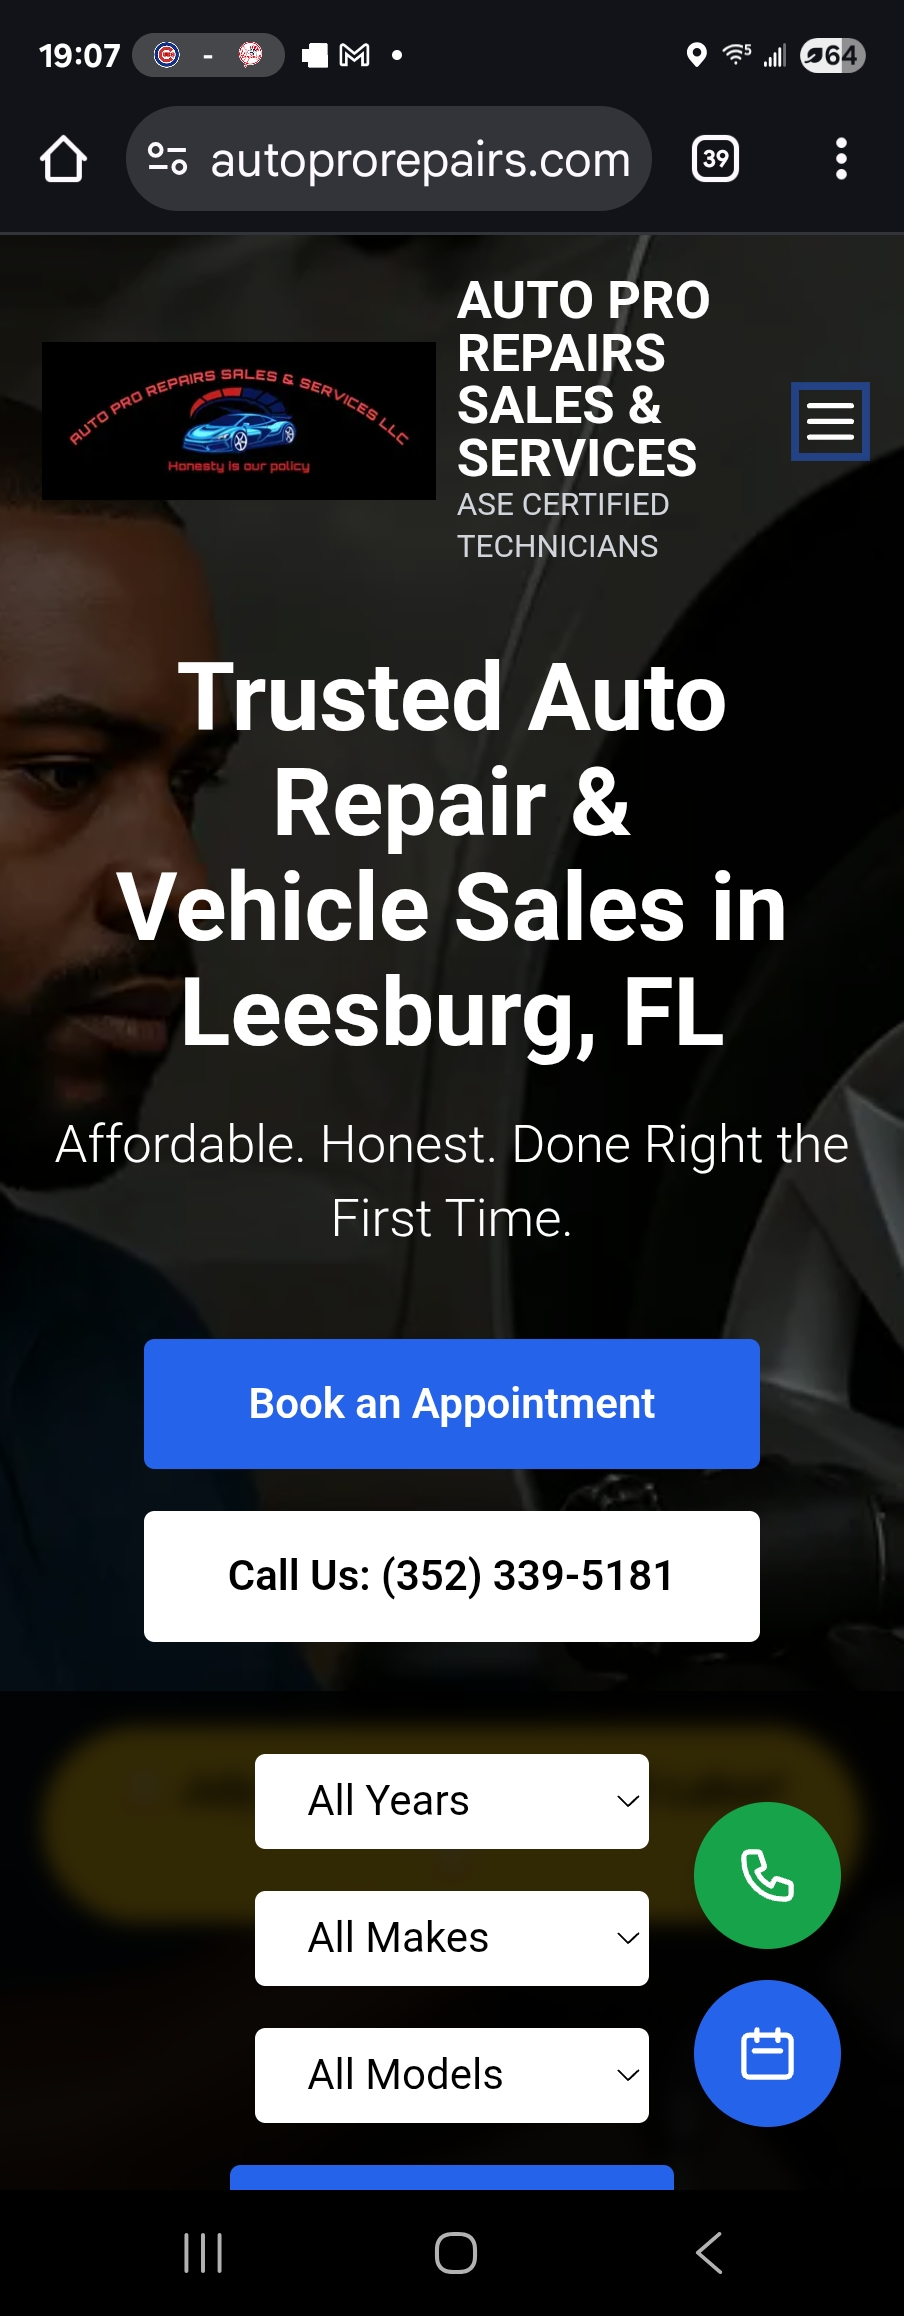 19:07
-
5
64
autoprorepairs.com
39
AUTO PRO REPAIRS SALES & SERVICES LLC
Honesty is our policy
AUTO PRO
REPAIRS
SALES &
SERVICES
ASE CERTIFIED
TECHNICIANS
Trusted Auto
Repair &
Vehicle Sales in
Leesburg, FL
Affordable. Honest. Done Right the
First Time.
Book an Appointment
Call Us: (352) 339-5181
All Years
All Makes
All Models